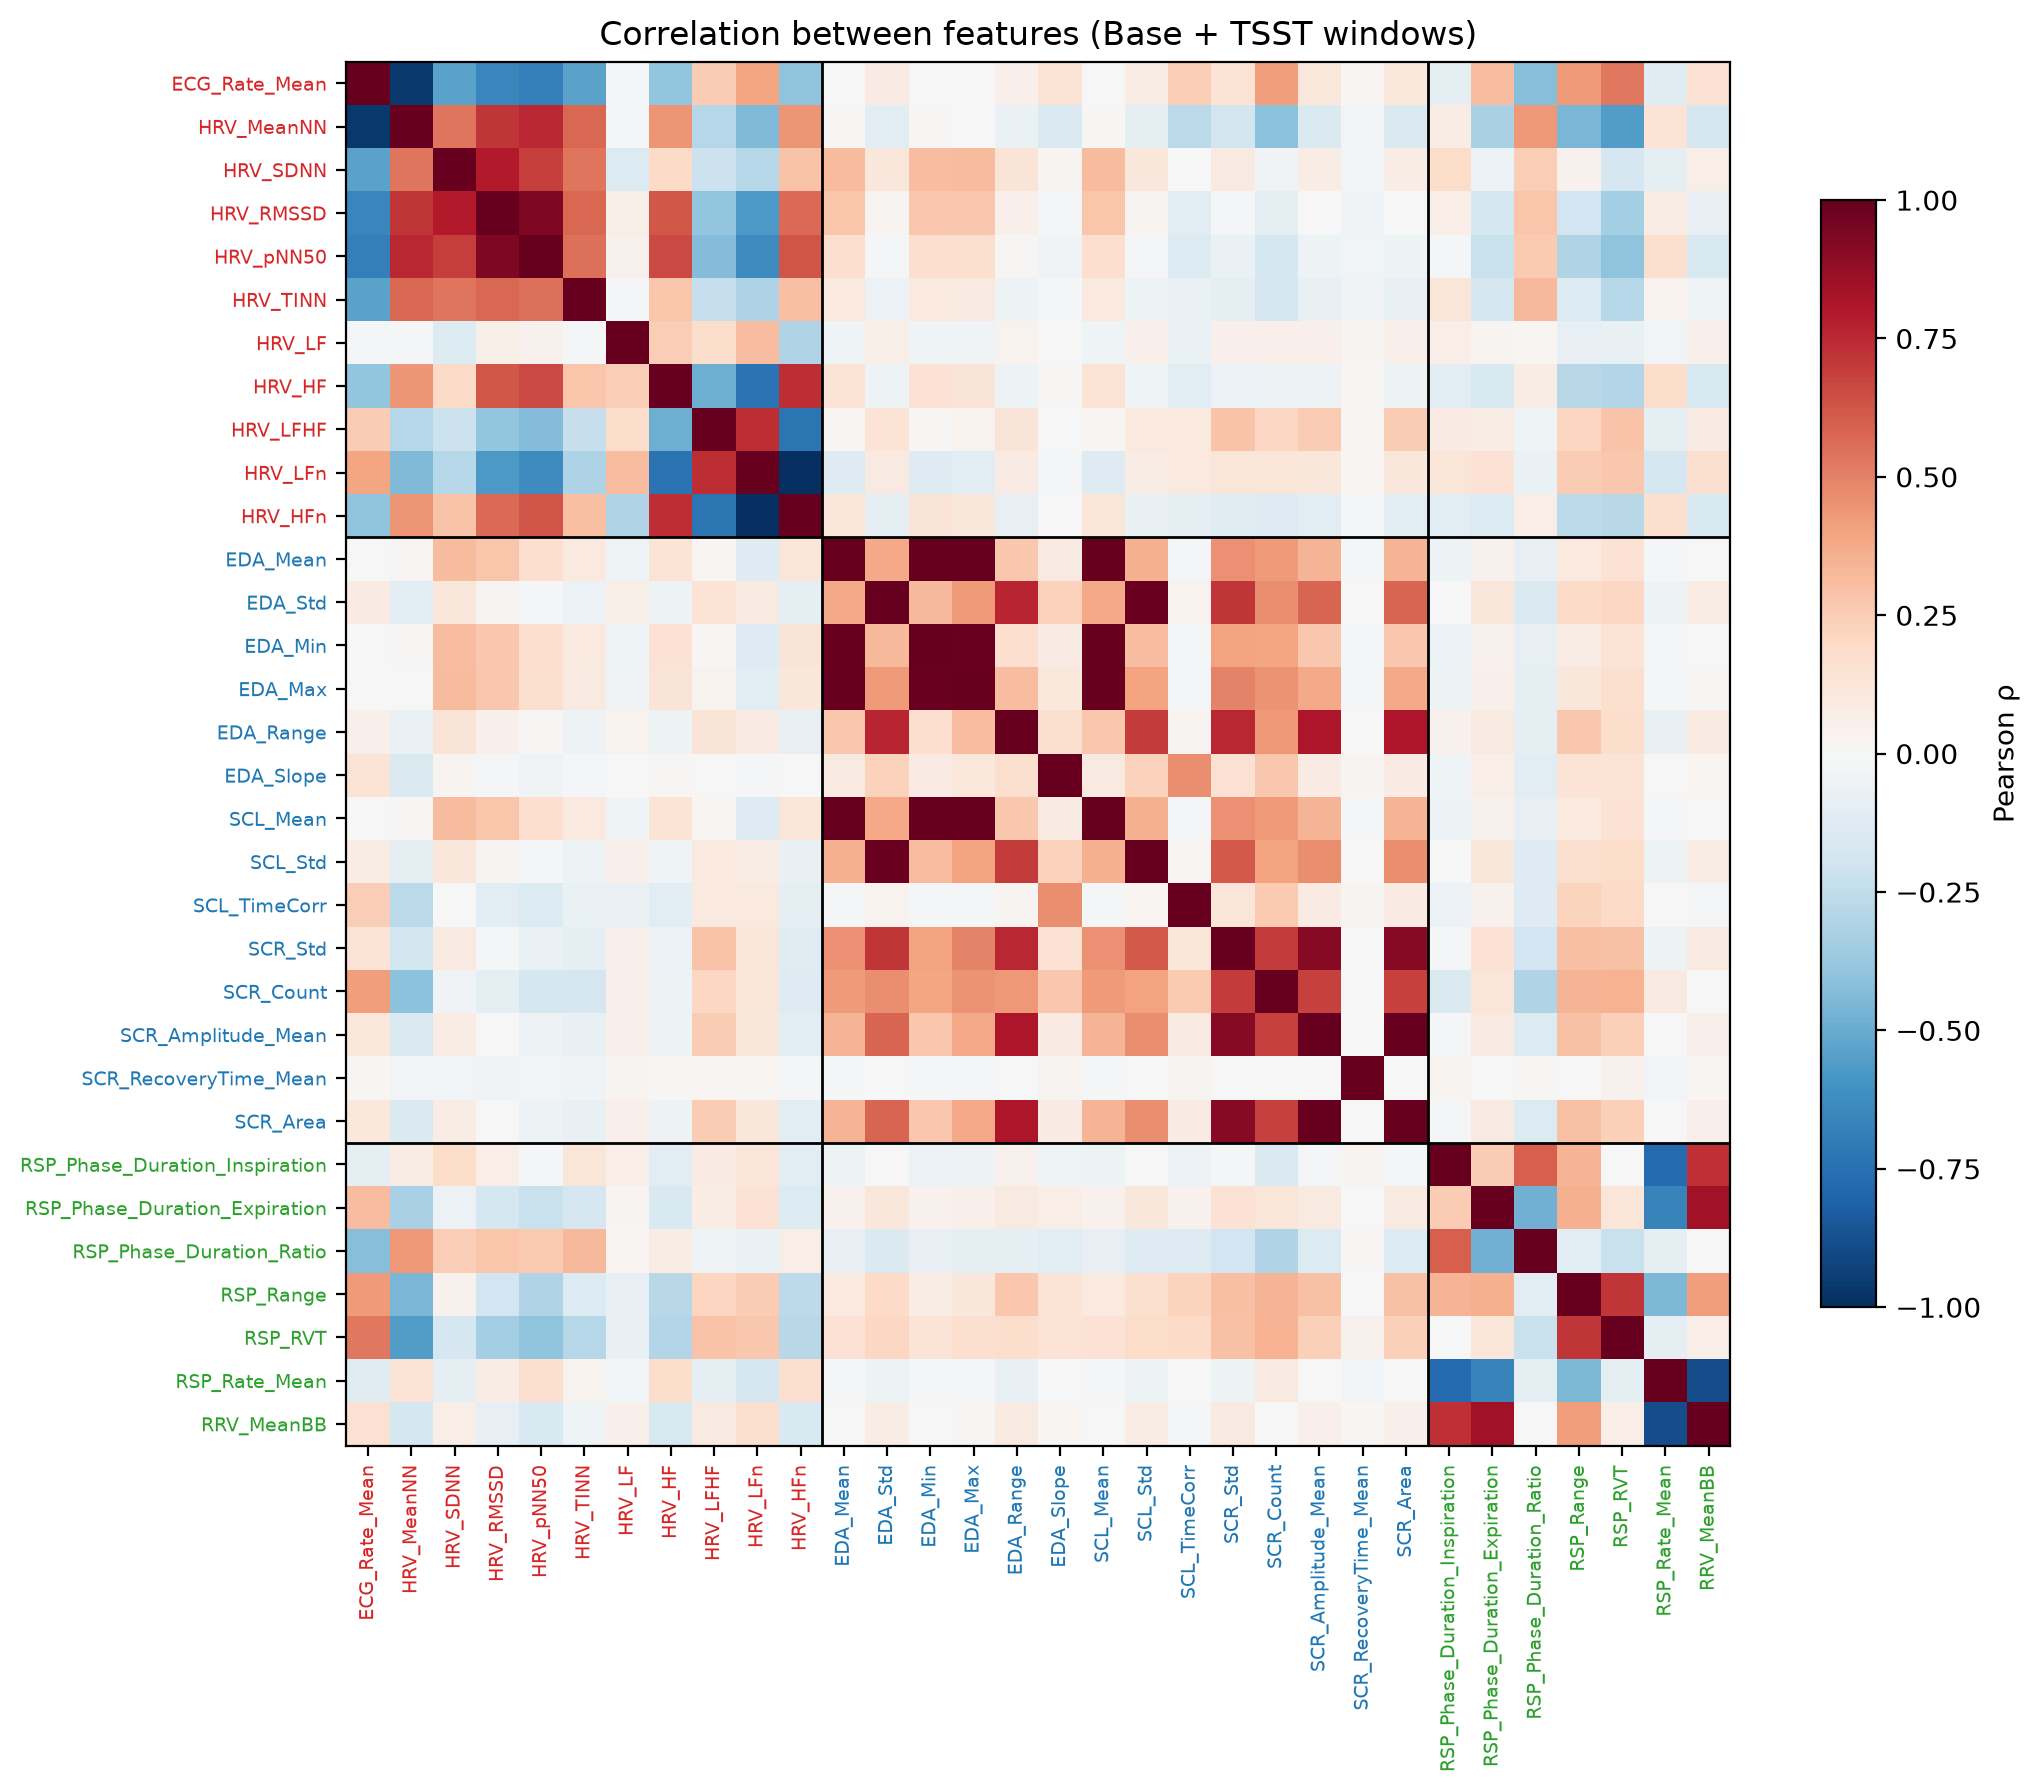 Correlation between features (Base + TSST windows)
ECG_Rate_Mean
HRV_MeanNN
HRV_SDNN
HRV_RMSSD
HRV_pNN50
HRV_TINN
HRV_LF
HRV_HF
HRV_LFHF
HRV_LFn
HRV_HFn
EDA_Mean
EDA_Std
EDA_Min
EDA_Max
EDA_Range
EDA_Slope
SCL_Mean
SCL_Std
SCL_TimeCorr
SCR_Std
SCR_Count
SCR_Amplitude_Mean
SCR_RecoveryTime_Mean
SCR_Area
RSP_Phase_Duration_Inspiration
RSP_Phase_Duration_Expiration
RSP_Phase_Duration_Ratio
RSP_Range
RSP_RVT
RSP_Rate_Mean
RRV_MeanBB
ECG_Rate_Mean
HRV_MeanNN
HRV_SDNN
HRV_RMSSD
HRV_pNN50
HRV_TINN
HRV_LF
HRV_HF
HRV_LFHF
HRV_LFn
HRV_HFn
EDA_Mean
EDA_Std
EDA_Min
EDA_Max
EDA_Range
EDA_Slope
SCL_Mean
SCL_Std
SCL_TimeCorr
SCR_Std
SCR_Count
SCR_Amplitude_Mean
SCR_RecoveryTime_Mean
SCR_Area
RSP_Phase_Duration_Inspiration
RSP_Phase_Duration_Expiration
RSP_Phase_Duration_Ratio
RSP_Range
RSP_RVT
RSP_Rate_Mean
RRV_MeanBB
1.00
0.75
0.50
0.25
0.00
−0.25
−0.50
−0.75
−1.00
Pearson ρ